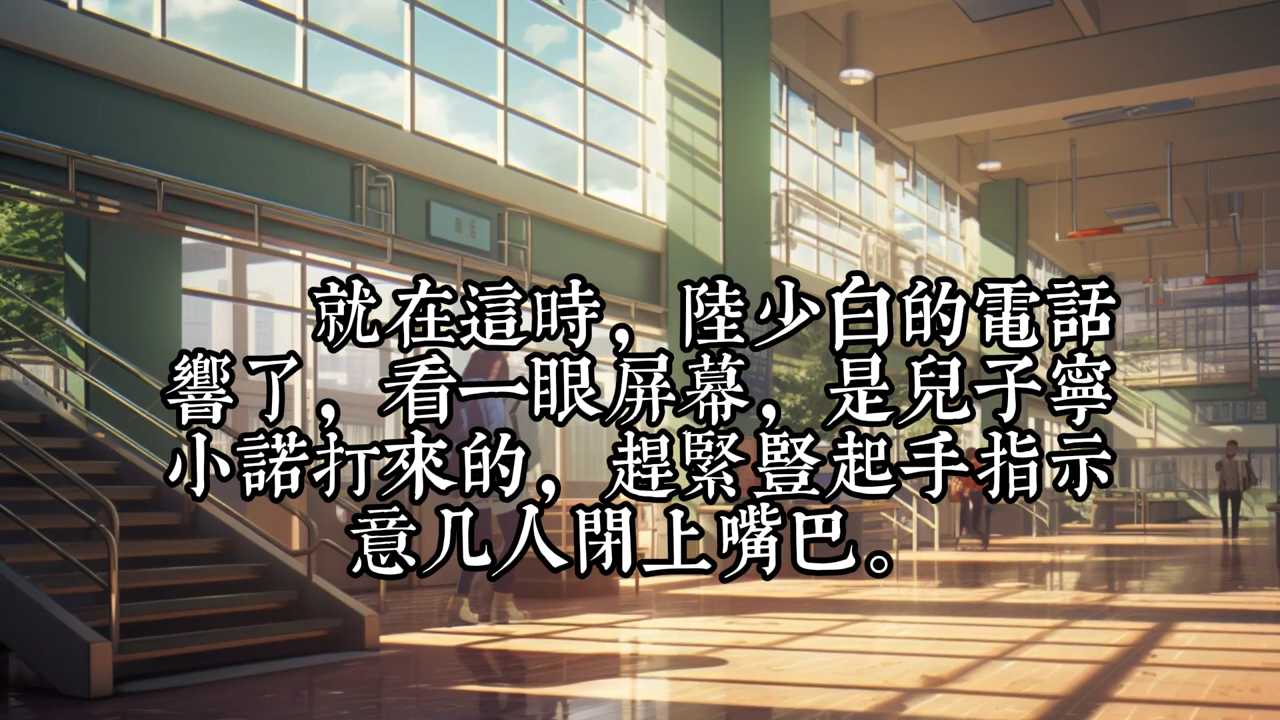 就在這時，陸少白的電話
響了，看一眼屏幕，是兒子寧
小諾打來的，趕緊豎起手指示
意几人閉上嘴巴。